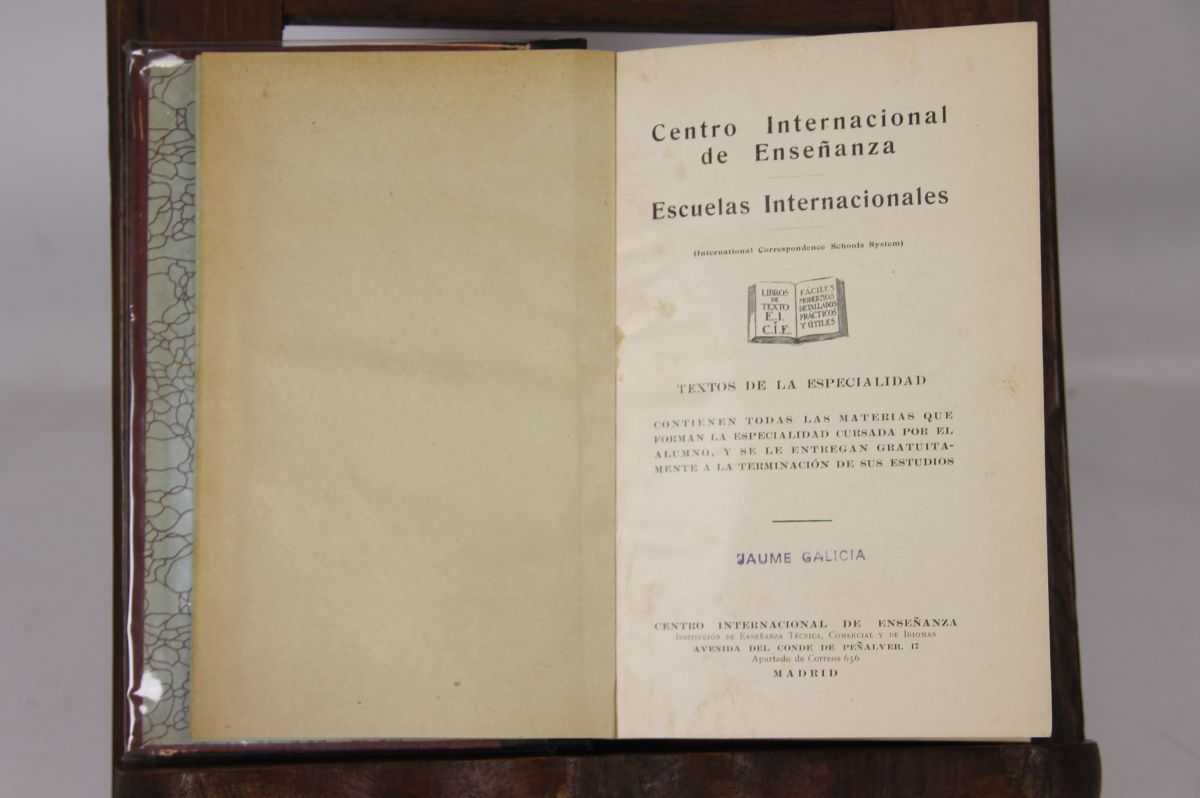 Centro Internacional
de Enseñanza
Escuelas Internacionales
(International Correspondence Schools System)
LIBROS
DE
TEXTO
E.I.
Y
C.I.E.
FÁCILES
MODERNOS
DETALLADOS
PRÁCTICOS
Y ÚTILES
TEXTOS DE LA ESPECIALIDAD
CONTIENEN TODAS LAS MATERIAS QUE
FORMAN LA ESPECIALIDAD CURSADA POR EL
ALUMNO, Y SE LE ENTREGAN GRATUITA-
MENTE A LA TERMINACIÓN DE SUS ESTUDIOS
JAUME GALICIA
CENTRO INTERNACIONAL DE ENSEÑANZA
INSTITUCIÓN DE ENSEÑANZA TÉCNICA, COMERCIAL Y DE IDIOMAS
AVENIDA DEL CONDE DE PEÑALVER, 17
Apartado de Correos 656
MADRID